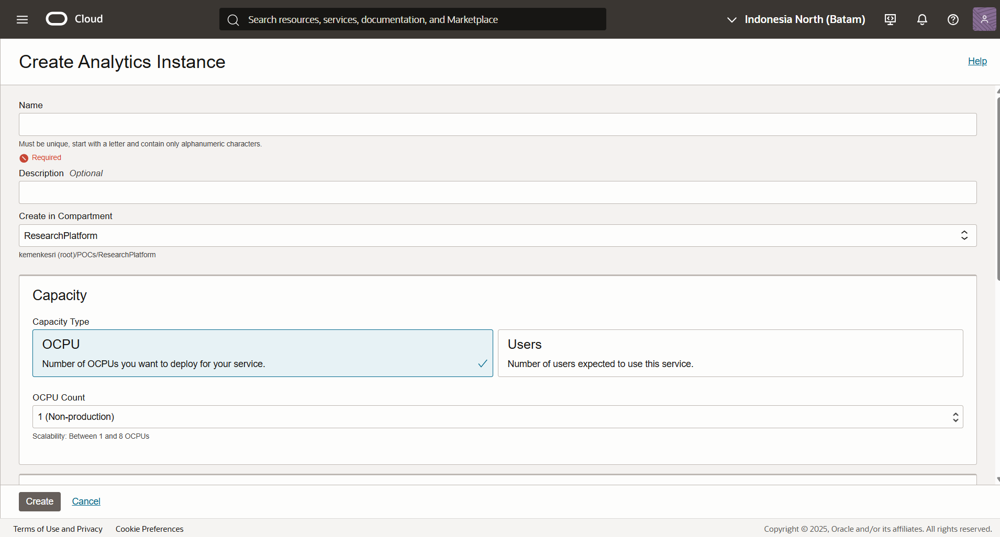 Cloud
Search resources, services, documentation, and Marketplace
Indonesia North (Batam)
Create Analytics Instance
Help
Name
Must be unique, start with a letter and contain only alphanumeric characters.
Required
Description Optional
Create in Compartment
ResearchPlatform
kemenkesri (root)/POCs/ResearchPlatform
Capacity
Capacity Type
OCPU
Number of OCPUs you want to deploy for your service.
Users
Number of users expected to use this service.
OCPU Count
1 (Non-production)
Scalability: Between 1 and 8 OCPUs
Create
Cancel
Terms of Use and Privacy
Cookie Preferences
Copyright © 2025, Oracle and/or its affiliates. All rights reserved.